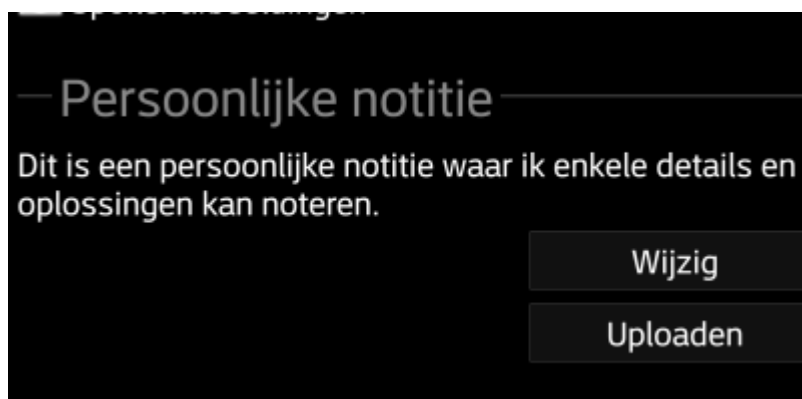 Persoonlijke notitie
Dit is een persoonlijke notitie waar ik enkele details en
oplossingen kan noteren.
Wijzig
Uploaden